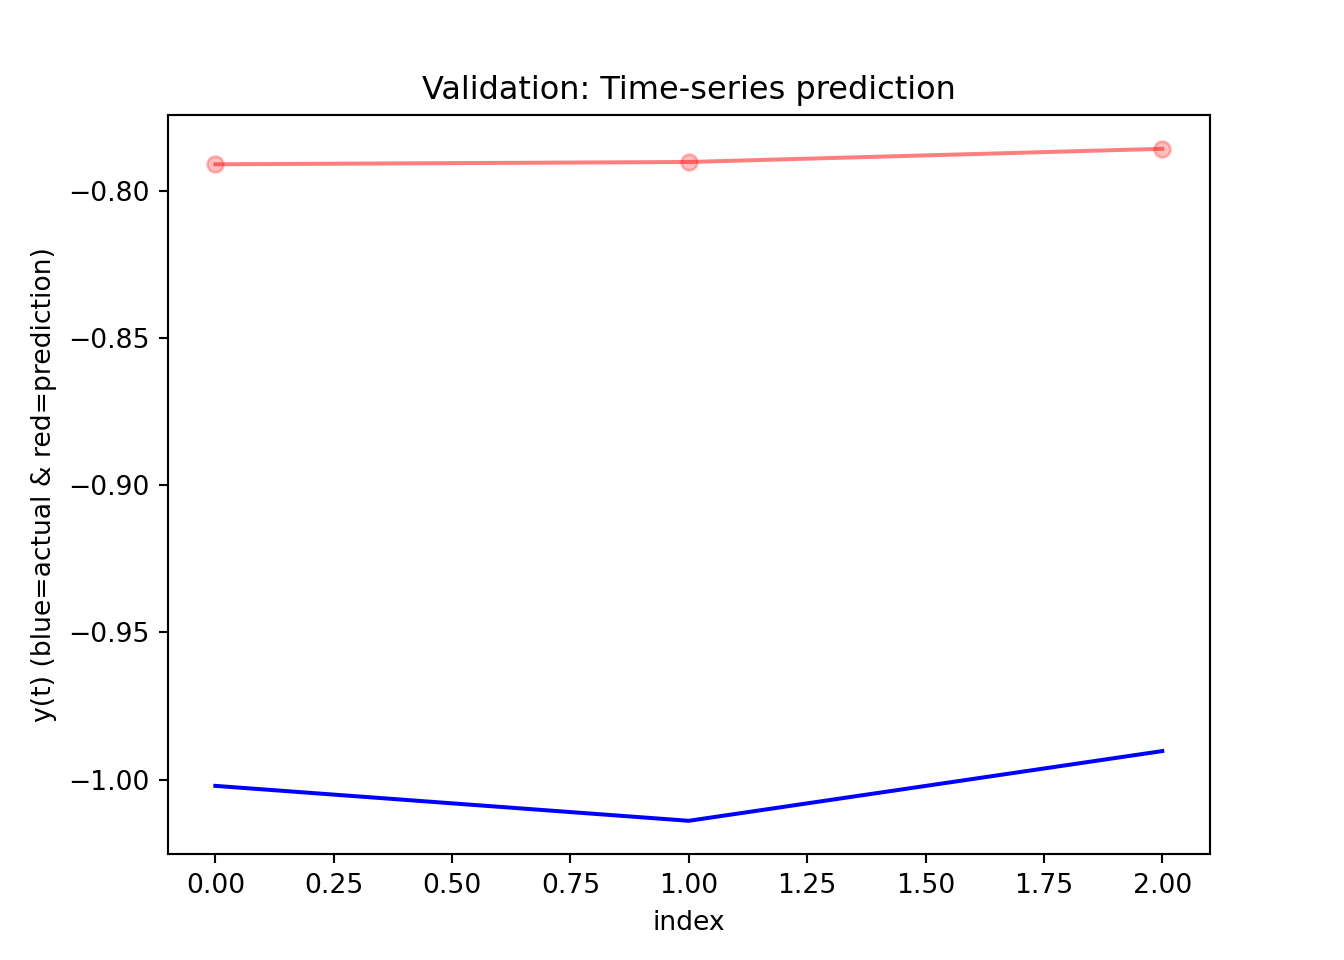 Validation: Time-series prediction
y(t) (blue=actual & red=prediction)
−0.80
−0.85
−0.90
−0.95
−1.00
0.00 0.25 0.50 0.75 1.00 1.25 1.50 1.75 2.00
index